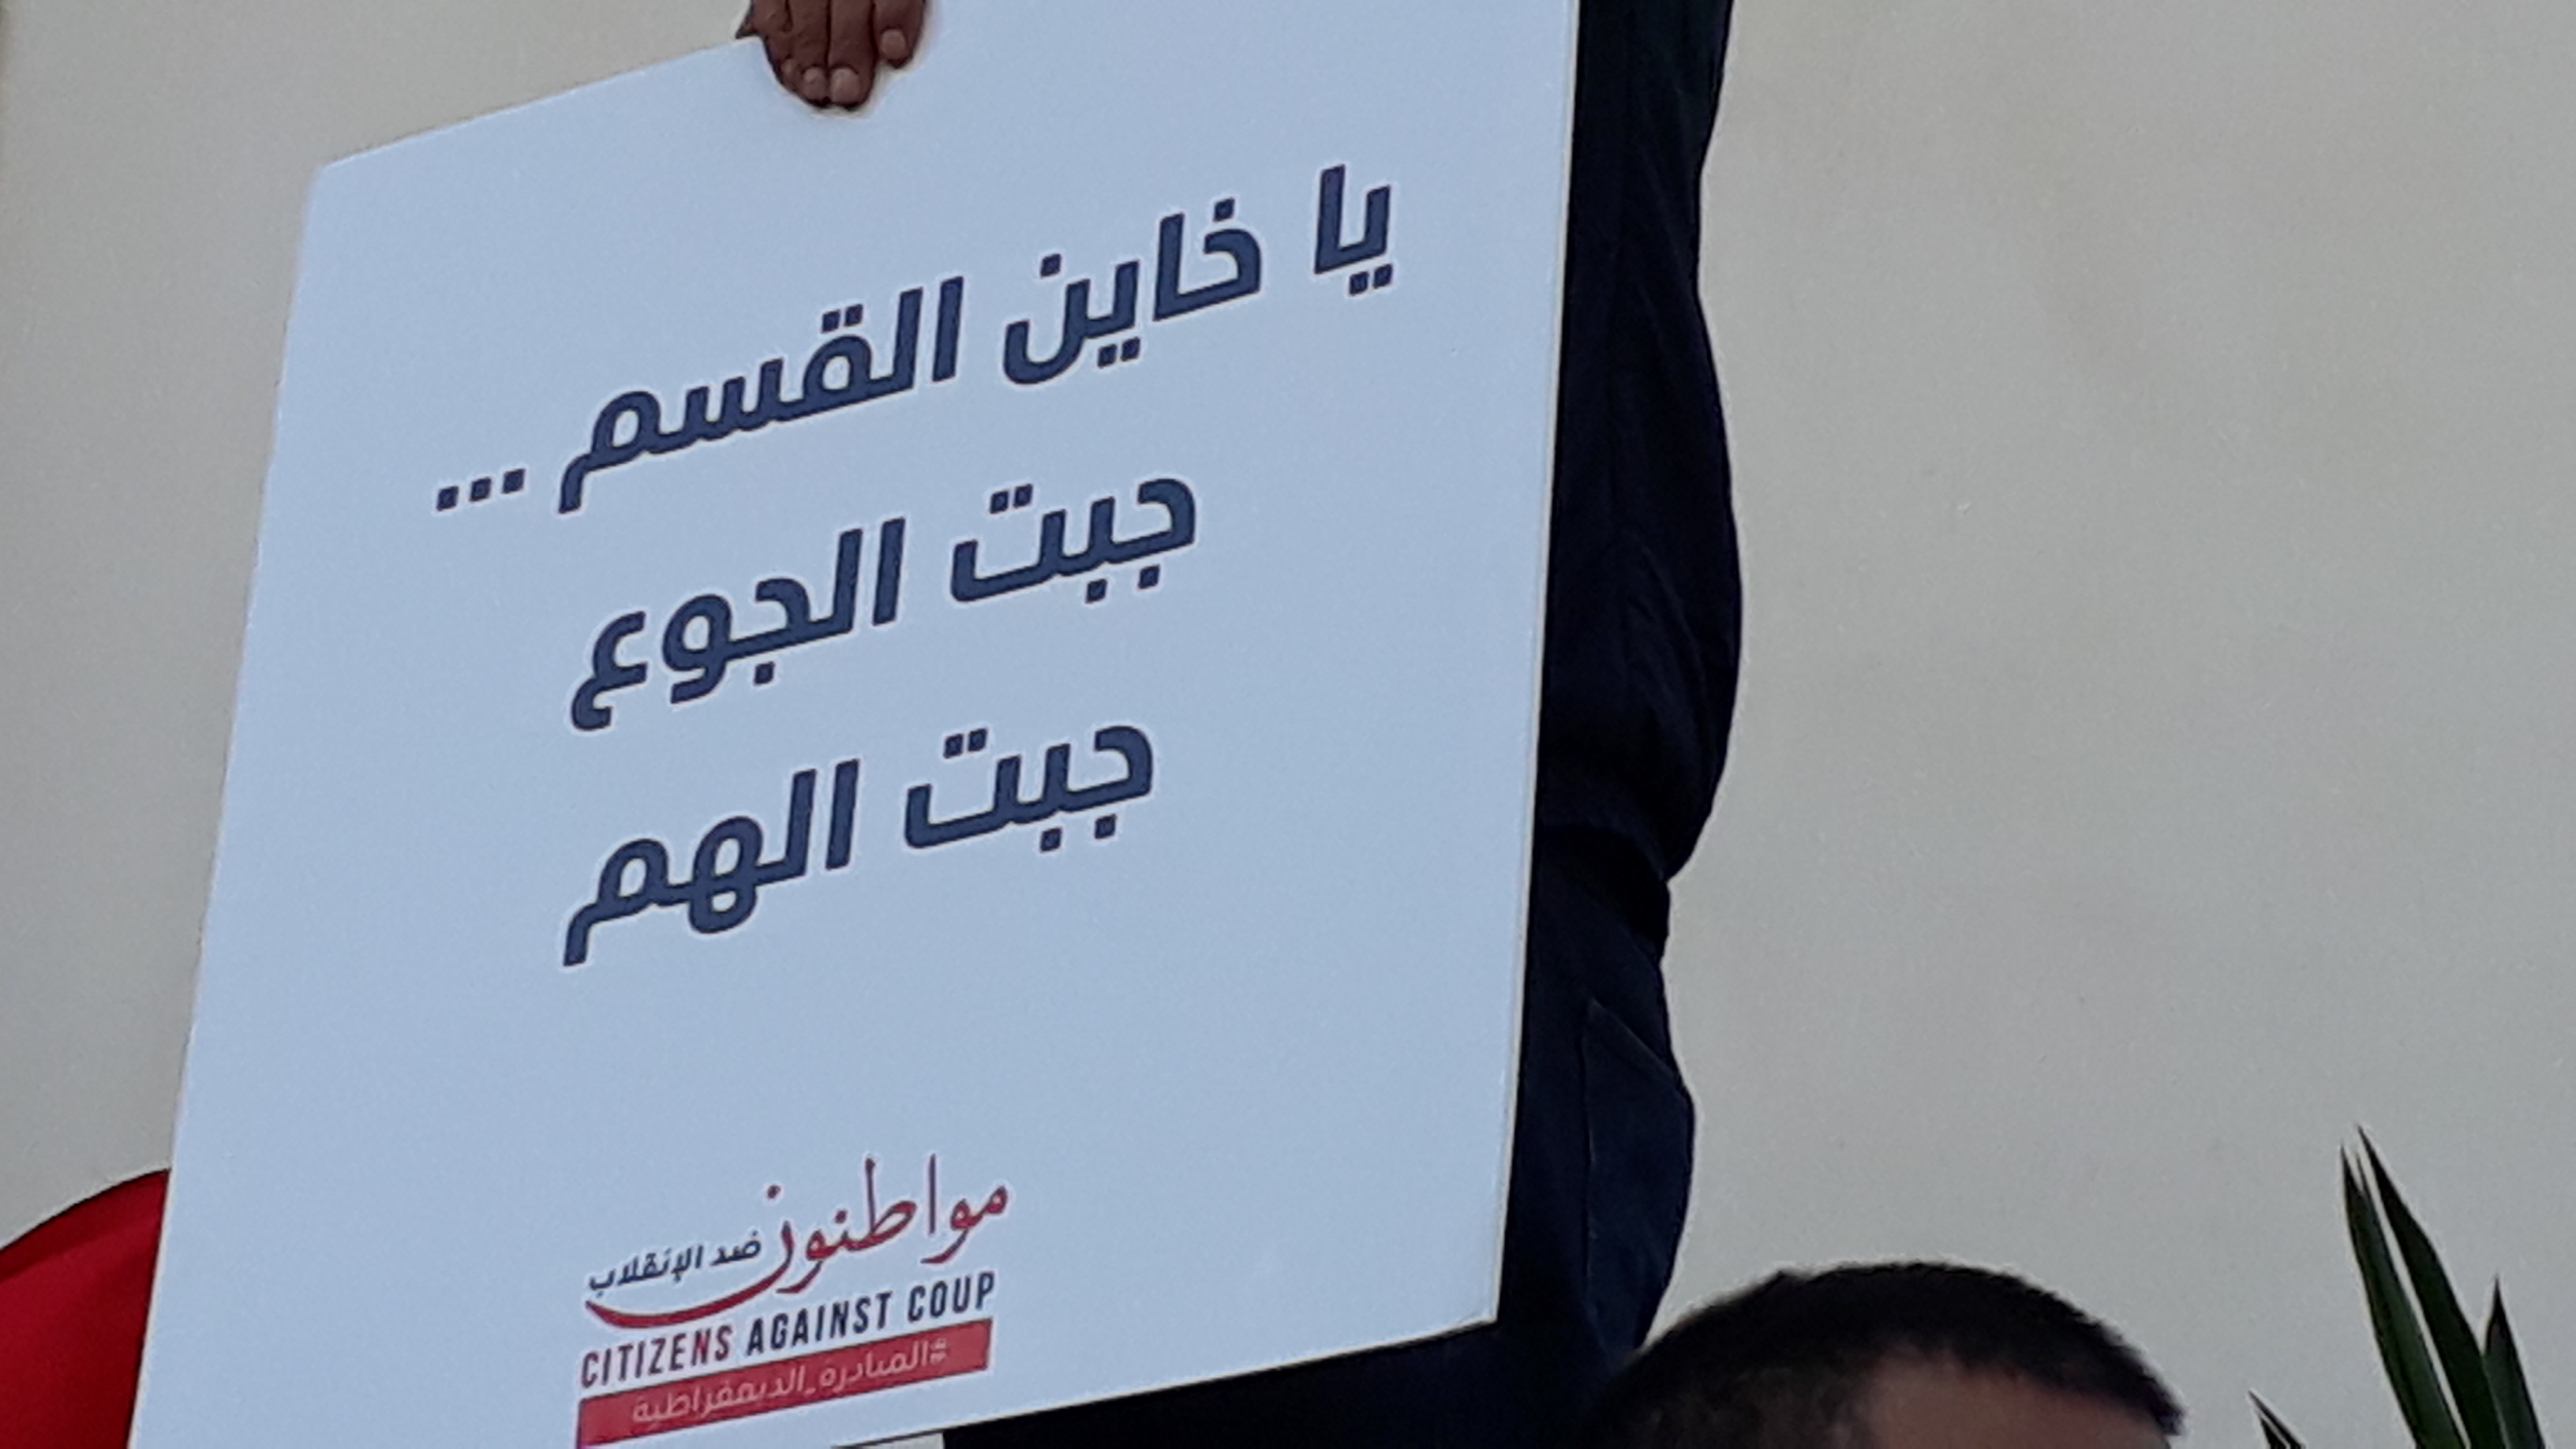 يا خاين القسم ...
جبت الجوع
جبت الهم
مواطنون ضد الإنقلاب
CITIZENS AGAINST COUP
#المبادرة_الديمقراطية